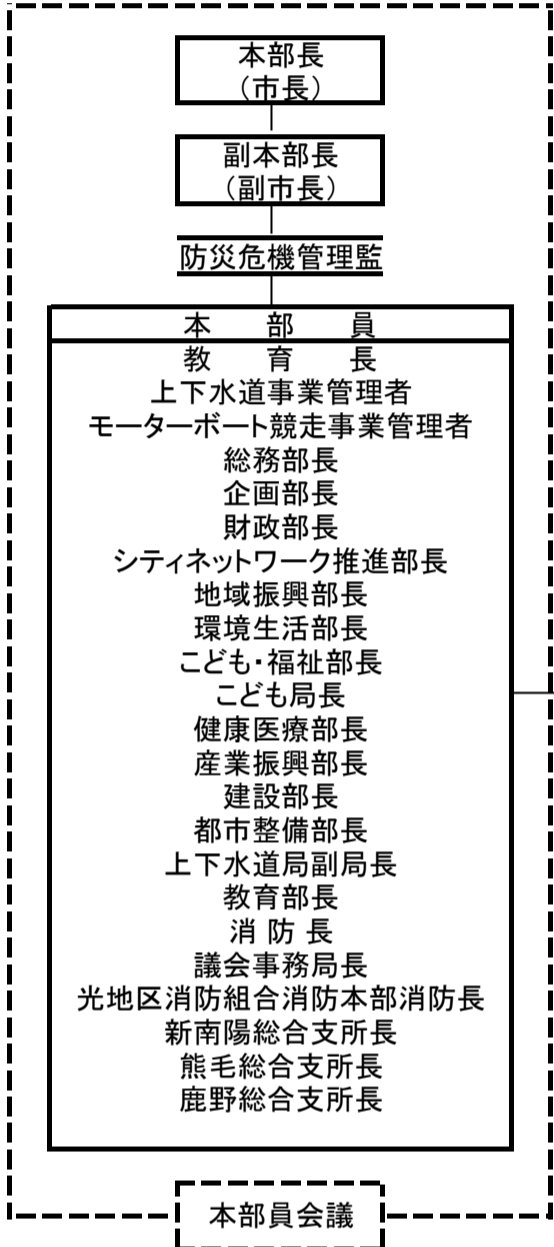 本部長
（市長）
副本部長
（副市長）
防災危機管理監
本　部　員
教　育　長
上下水道事業管理者
モーターボート競走事業管理者
総務部長
企画部長
財政部長
シティネットワーク推進部長
地域振興部長
環境生活部長
こども・福祉部長
こども局長
健康医療部長
産業振興部長
建設部長
都市整備部長
上下水道局副局長
教育部長
消 防 長
議会事務局長
光地区消防組合消防本部消防長
新南陽総合支所長
熊毛総合支所長
鹿野総合支所長
本部員会議